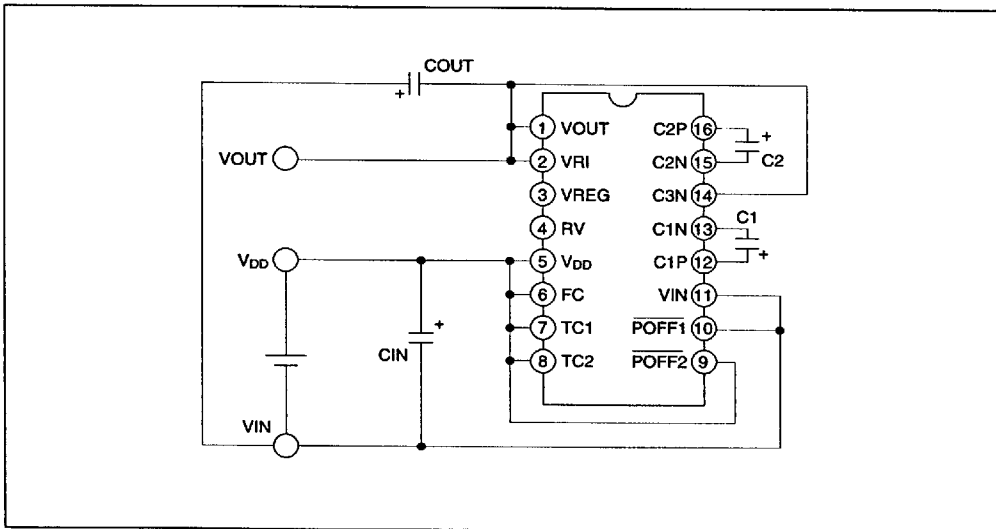 COUT
+
1 VOUT
C2P 16
+
VOUT
2 VRI
C2N 15
C2
3 VREG
C3N 14
4 RV
C1N 13
C1
VDD
5 VDD
C1P 12
+
6 FC
VIN 11
+
CIN
7 TC1
POFF1 10
8 TC2
POFF2 9
VIN